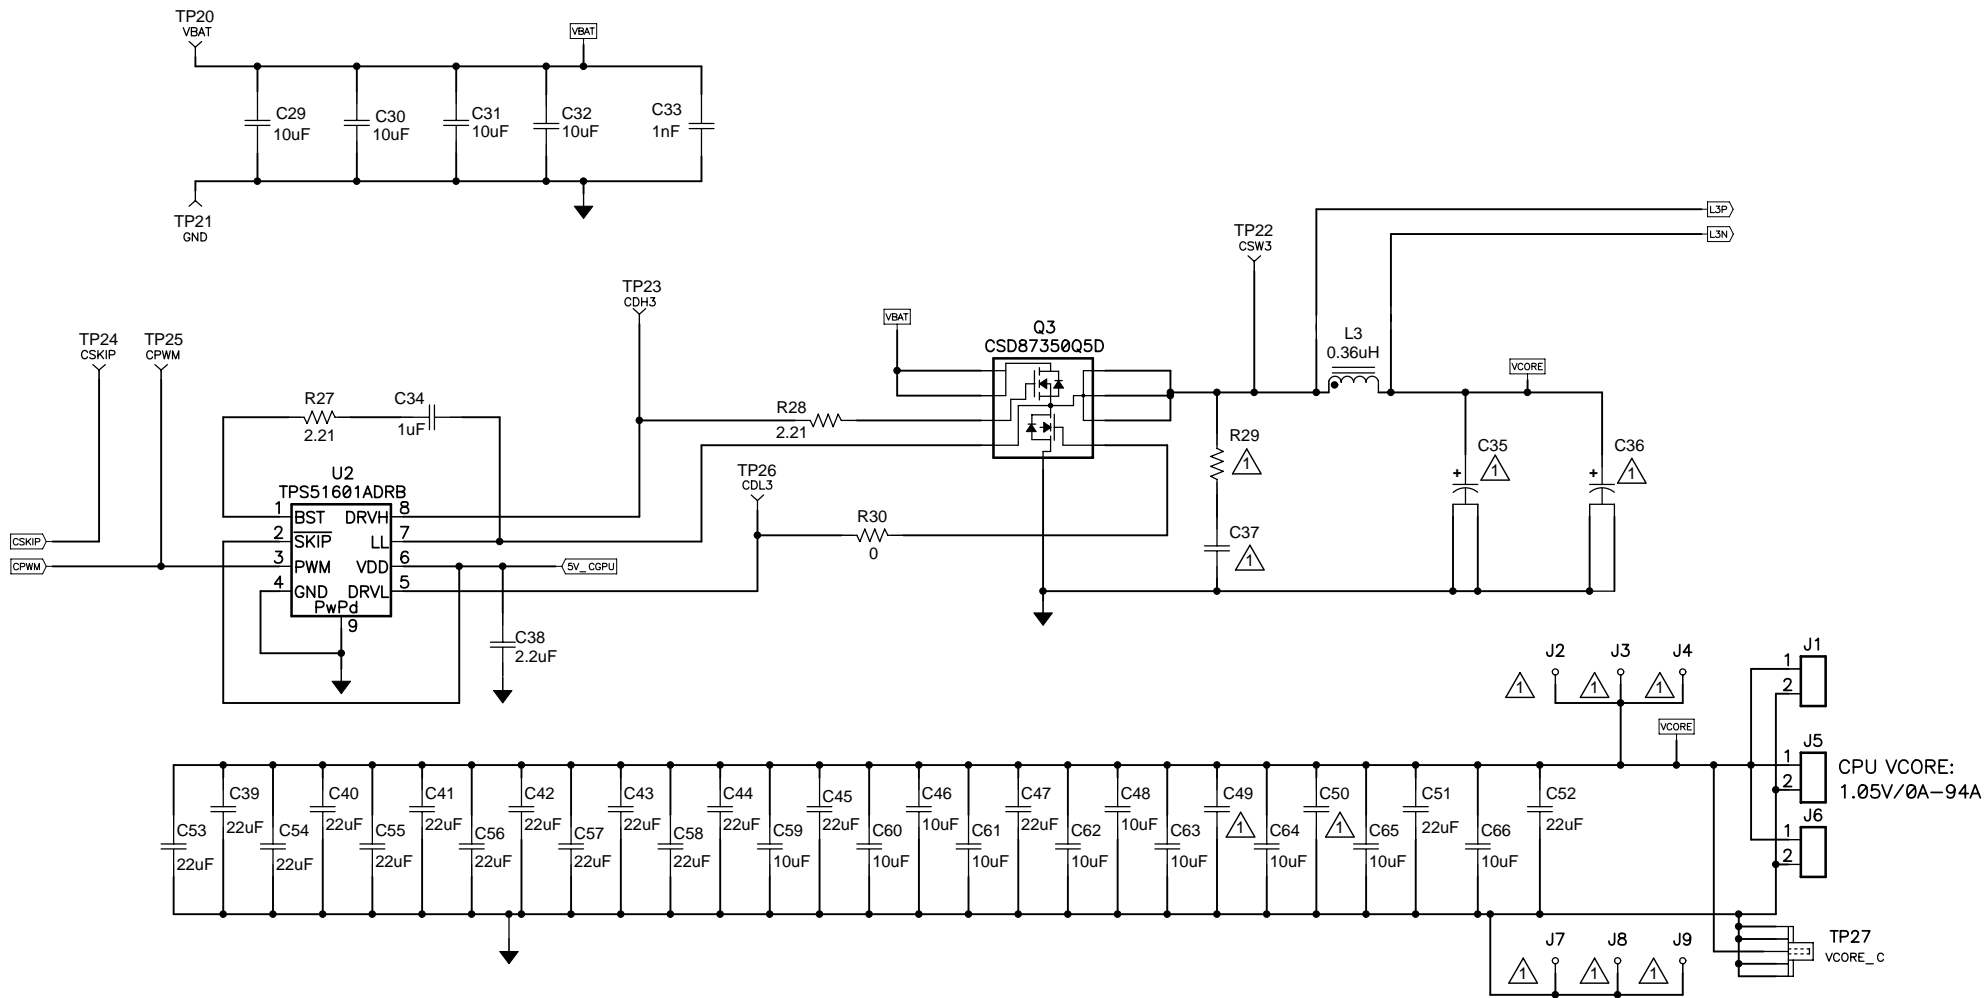 TP20
VBAT
VBAT
C29
10uF
C30
10uF
C31
10uF
C32
10uF
C33
1nF
TP21
GND
L3P
L3N
TP22
CSW3
TP23
CDH3
VBAT
Q3
CSD87350Q5D
L3
0.36uH
VCORE
TP24
CSKIP
TP25
CPWM
R27
2.21
C34
1uF
R28
2.21
R29
1
C35
1
+
C36
1
+
U2
TPS51601ADRB
TP26
CDL3
1
BST
DRVH
8
2
SKIP
LL
7
3
PWM
VDD
6
4
GND
DRVL
5
PwPd
9
CSKIP
CPWM
5V_CGPU
R30
0
C37
1
C38
2.2uF
J2
1
J3
1
J4
1
J1
1
2
VCORE
J5
1
2
CPU VCORE:
1.05V/0A-94A
J6
1
2
C39
22uF
C40
22uF
C41
22uF
C42
22uF
C43
22uF
C44
22uF
C45
22uF
C46
10uF
C47
22uF
C48
10uF
C49
1
C50
1
C51
22uF
C52
22uF
C53
22uF
C54
22uF
C55
22uF
C56
22uF
C57
22uF
C58
22uF
C59
10uF
C60
10uF
C61
10uF
C62
10uF
C63
10uF
C64
10uF
C65
10uF
C66
10uF
J7
1
J8
1
J9
1
TP27
VCORE_C